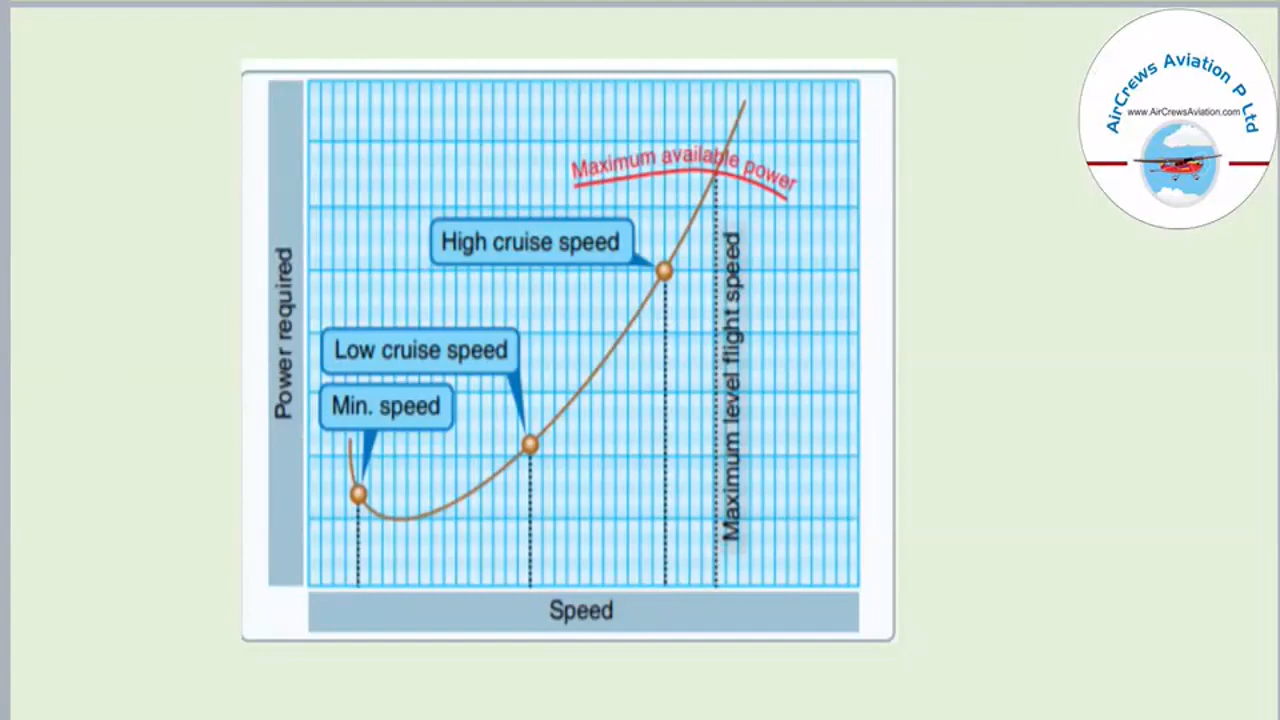 AirCrews Aviation P Ltd
www.AirCrewsAviation.com
Maximum available power
High cruise speed
Low cruise speed
Min. speed
Maximum level flight speed
Power required
Speed